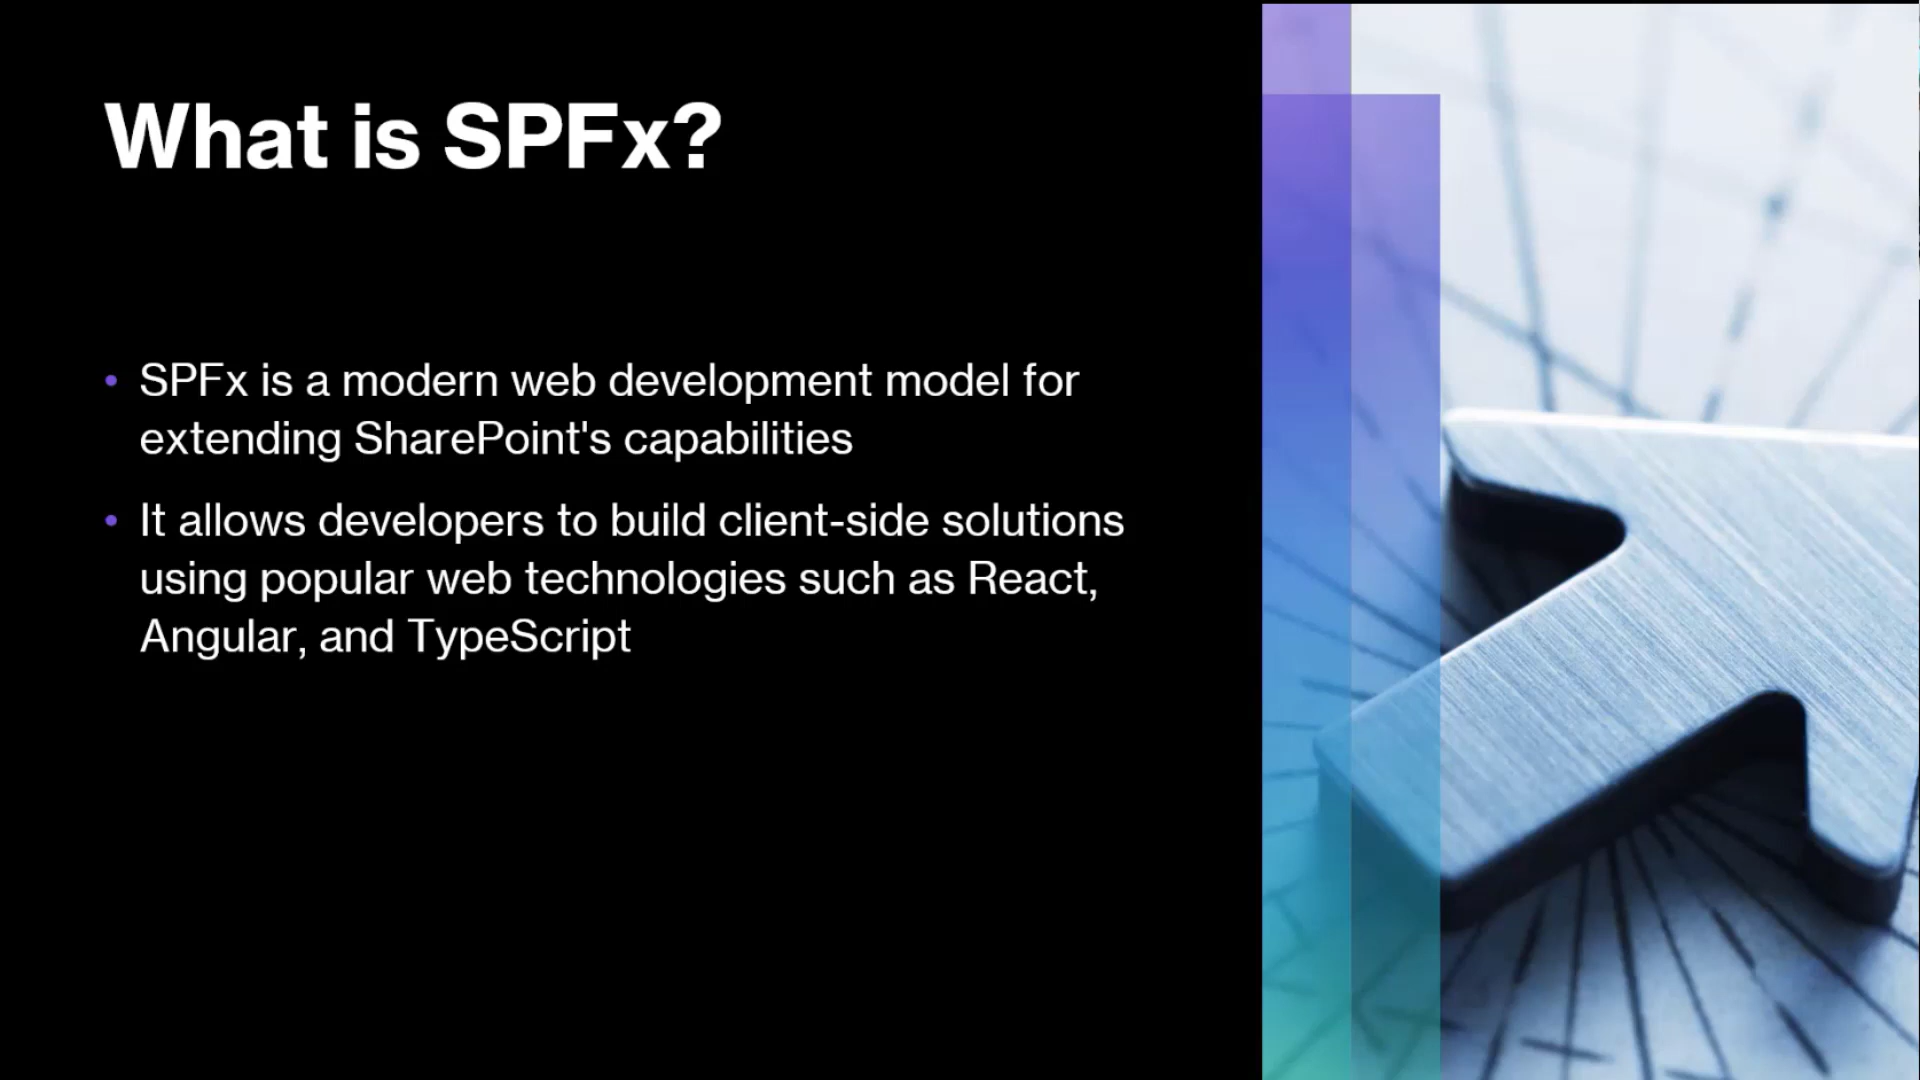 What is SPFx?
• SPFx is a modern web development model for
extending SharePoint's capabilities
• It allows developers to build client-side solutions
using popular web technologies such as React,
Angular, and TypeScript